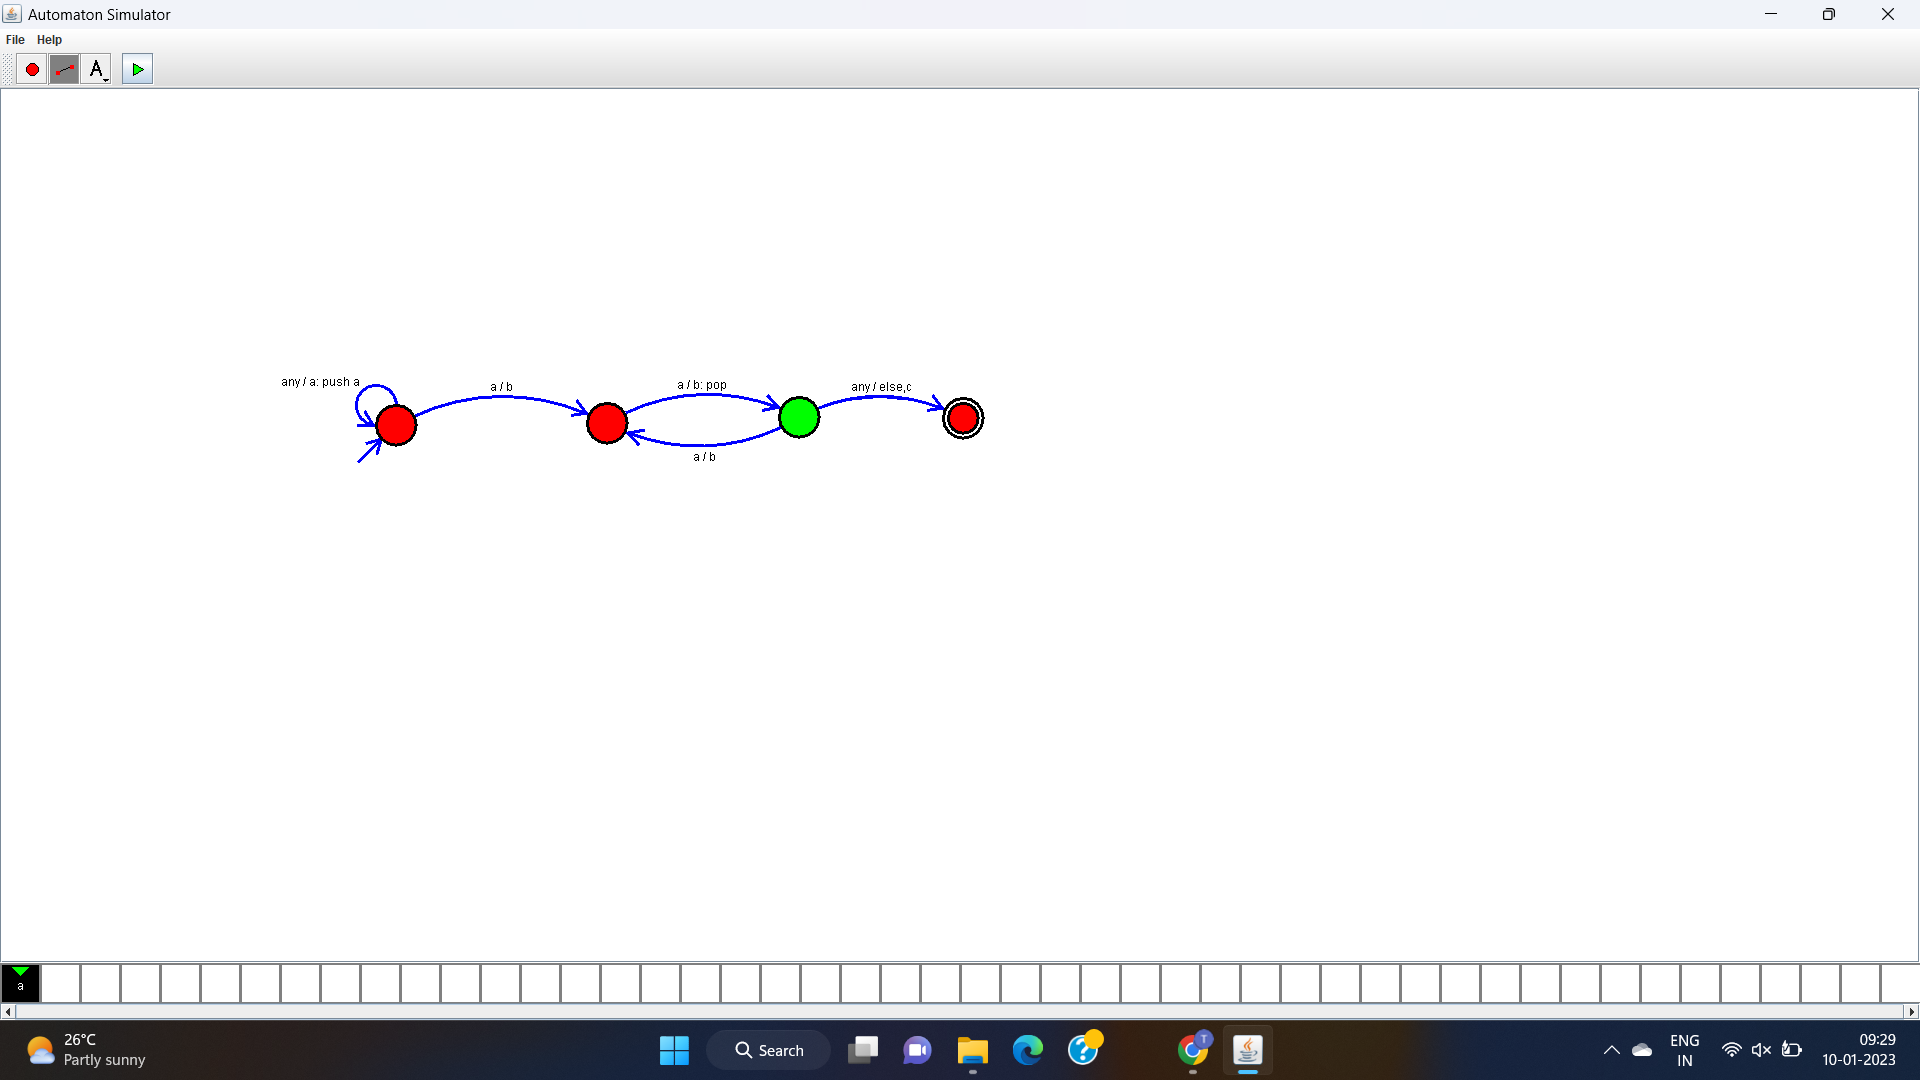 Automaton Simulator
File Help
A
any / a: push a
a / b
a / b: pop
any / else,c
a / b
a
26°C
Partly sunny
Search
T
ENG
IN
09:29
10-01-2023